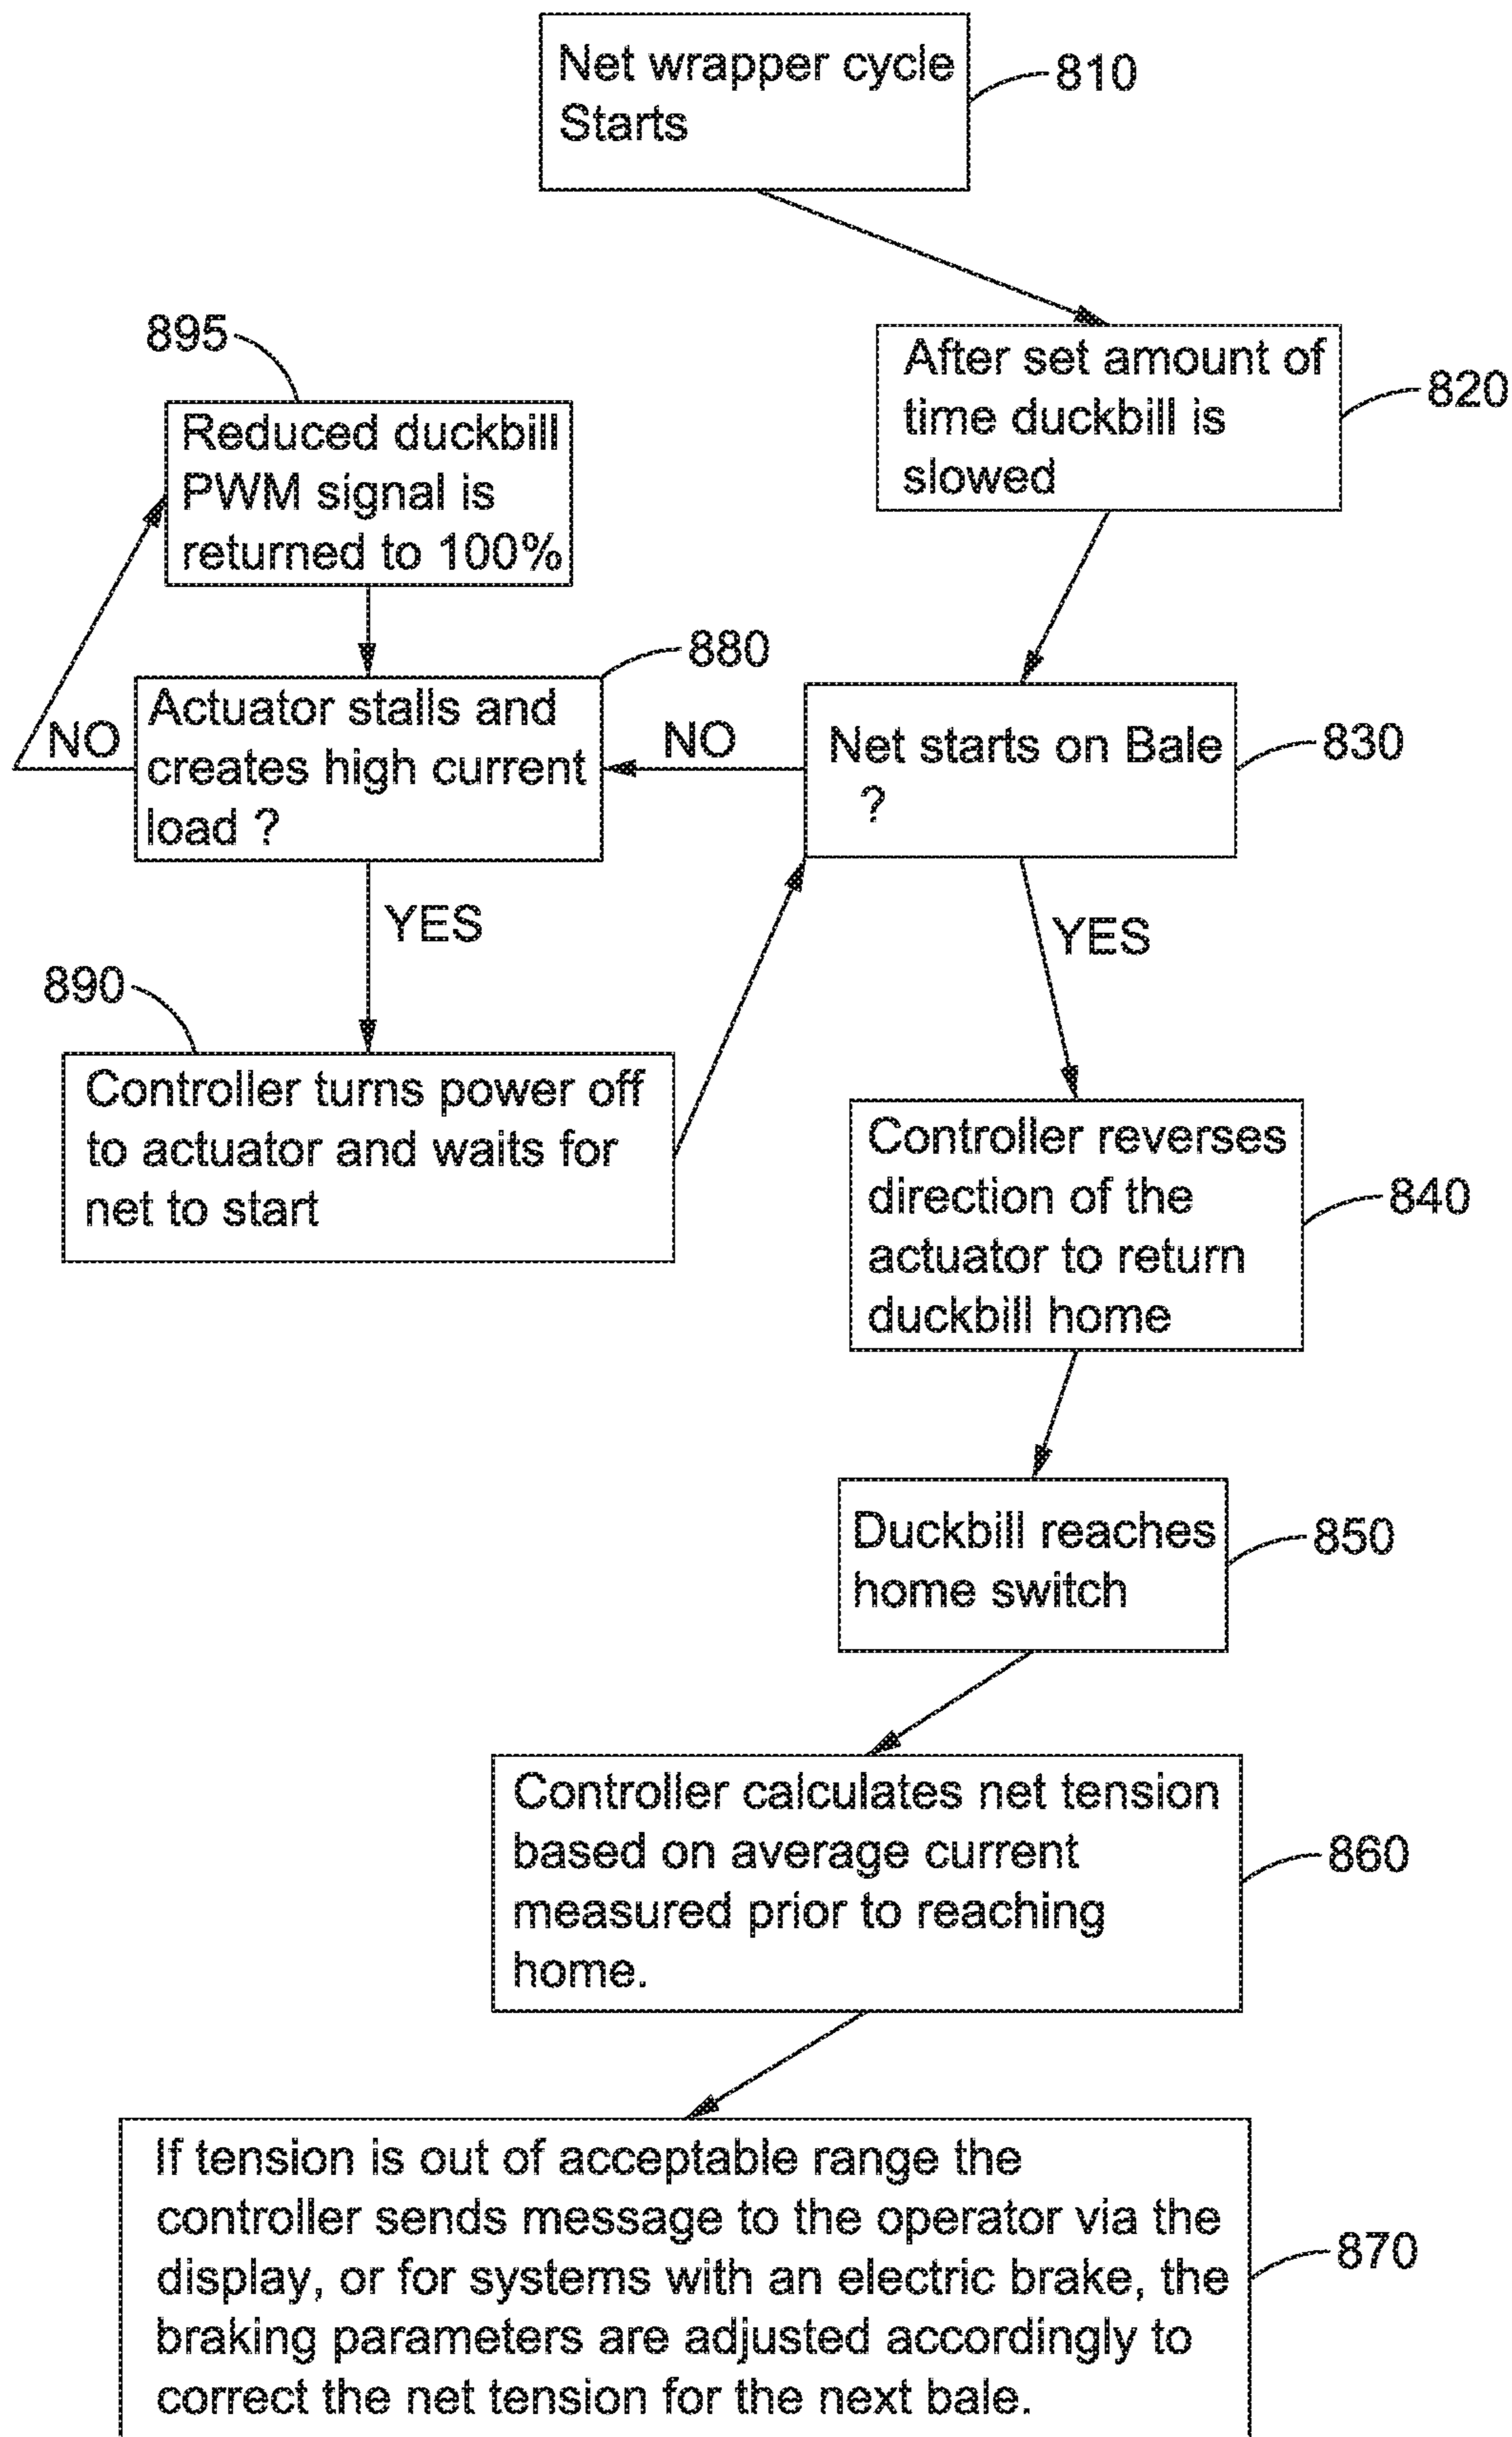 Net wrapper cycle
Starts
810
After set amount of
time duckbill is
slowed
820
895
Reduced duckbill
PWM signal is
returned to 100%
880
Actuator stalls and
creates high current
load ?
NO
NO
Net starts on Bale
?
830
YES
YES
890
Controller turns power off
to actuator and waits for
net to start
Controller reverses
direction of the
actuator to return
duckbill home
840
Duckbill reaches
home switch
850
Controller calculates net tension
based on average current
measured prior to reaching
home.
860
If tension is out of acceptable range the
controller sends message to the operator via the
display, or for systems with an electric brake, the
braking parameters are adjusted accordingly to
correct the net tension for the next bale.
870